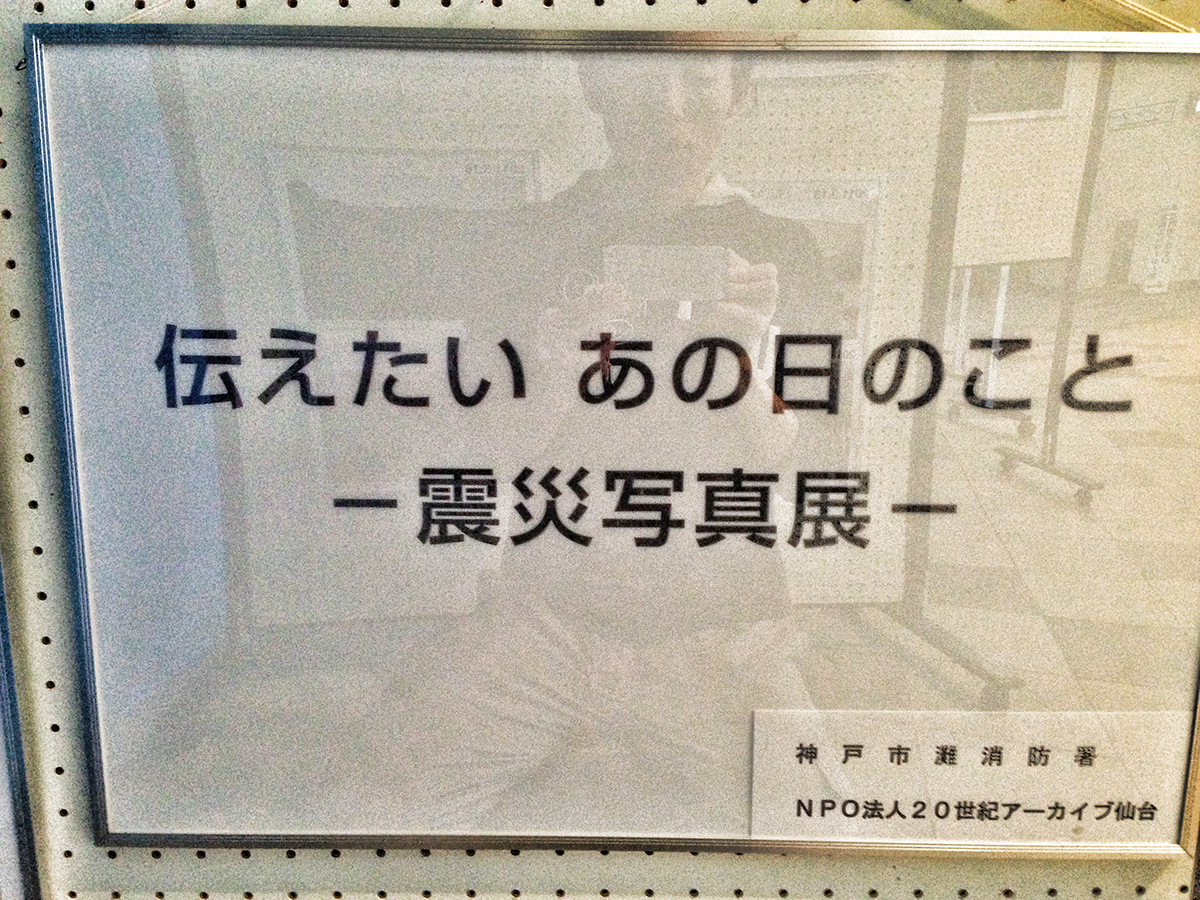 伝えたい あの日のこと
－震災写真展－
神戸市灘消防署
NPO法人20世紀アーカイブ仙台